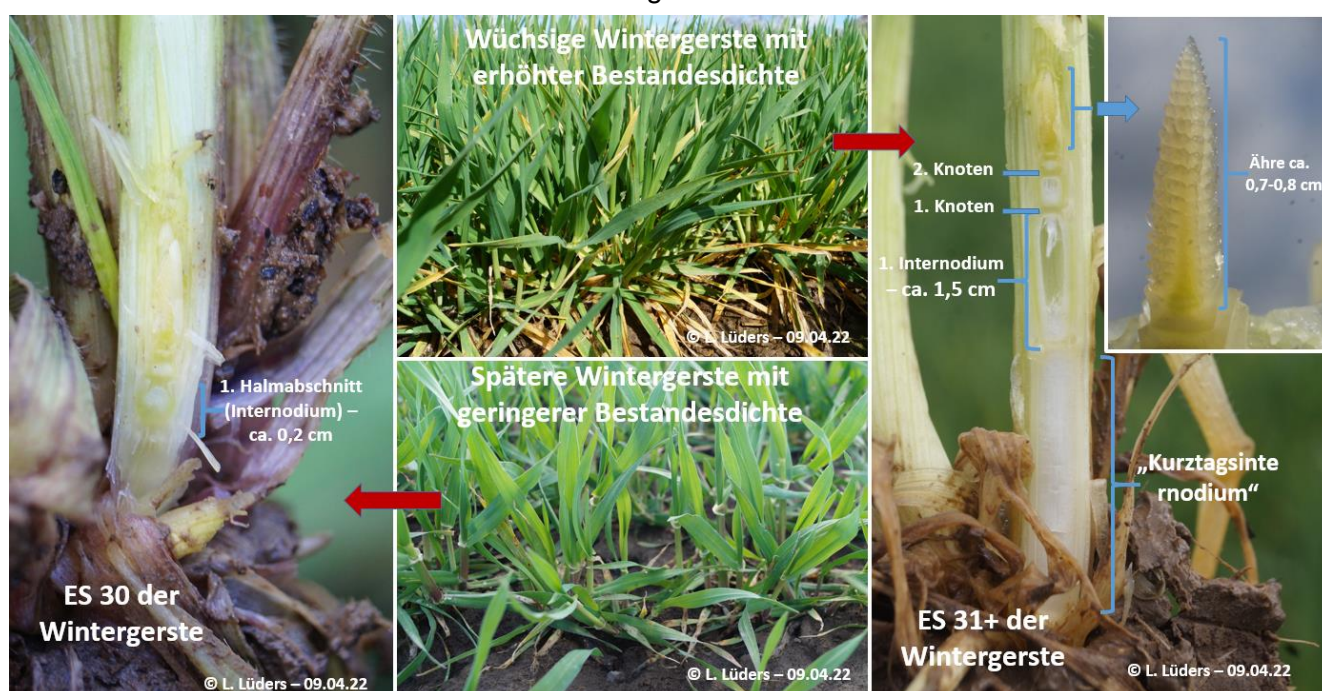 1. Halmabschnitt
(Internodium) –
ca. 0,2 cm
ES 30 der
Wintergerste
© L. Lüders – 09.04.22
Wüchsige Wintergerste mit
erhöhter Bestandesdichte
© L. Lüders – 09.04.22
Spätere Wintergerste mit
geringerer Bestandesdichte
© L. Lüders – 09.04.22
2. Knoten
1. Knoten
1. Internodium
– ca. 1,5 cm
„Kurztagsinte
rnodium“
ES 31+ der
Wintergerste
© L. Lüders – 09.04.22
Ähre ca.
0,7-0,8 cm